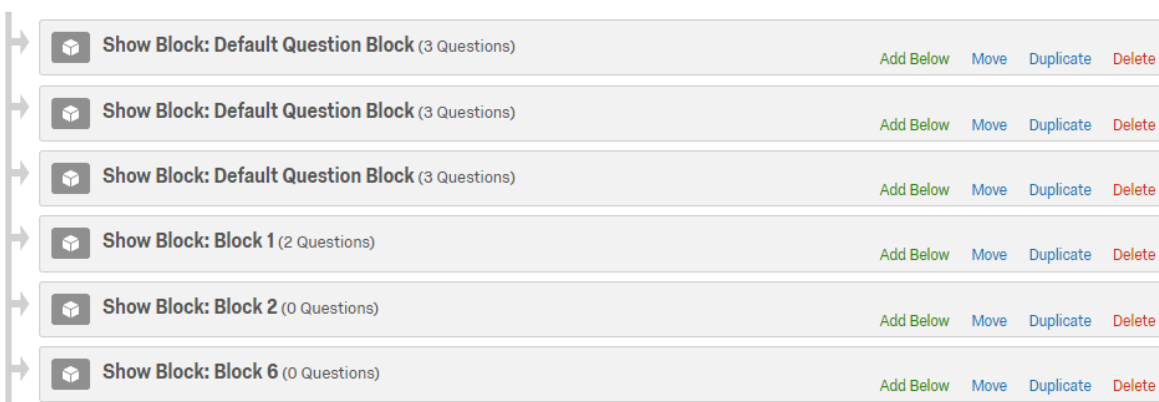 Show Block: Default Question Block (3 Questions)
Add Below Move Duplicate Delete
Show Block: Default Question Block (3 Questions)
Add Below Move Duplicate Delete
Show Block: Default Question Block (3 Questions)
Add Below Move Duplicate Delete
Show Block: Block 1 (2 Questions)
Add Below Move Duplicate Delete
Show Block: Block 2 (0 Questions)
Add Below Move Duplicate Delete
Show Block: Block 6 (0 Questions)
Add Below Move Duplicate Delete